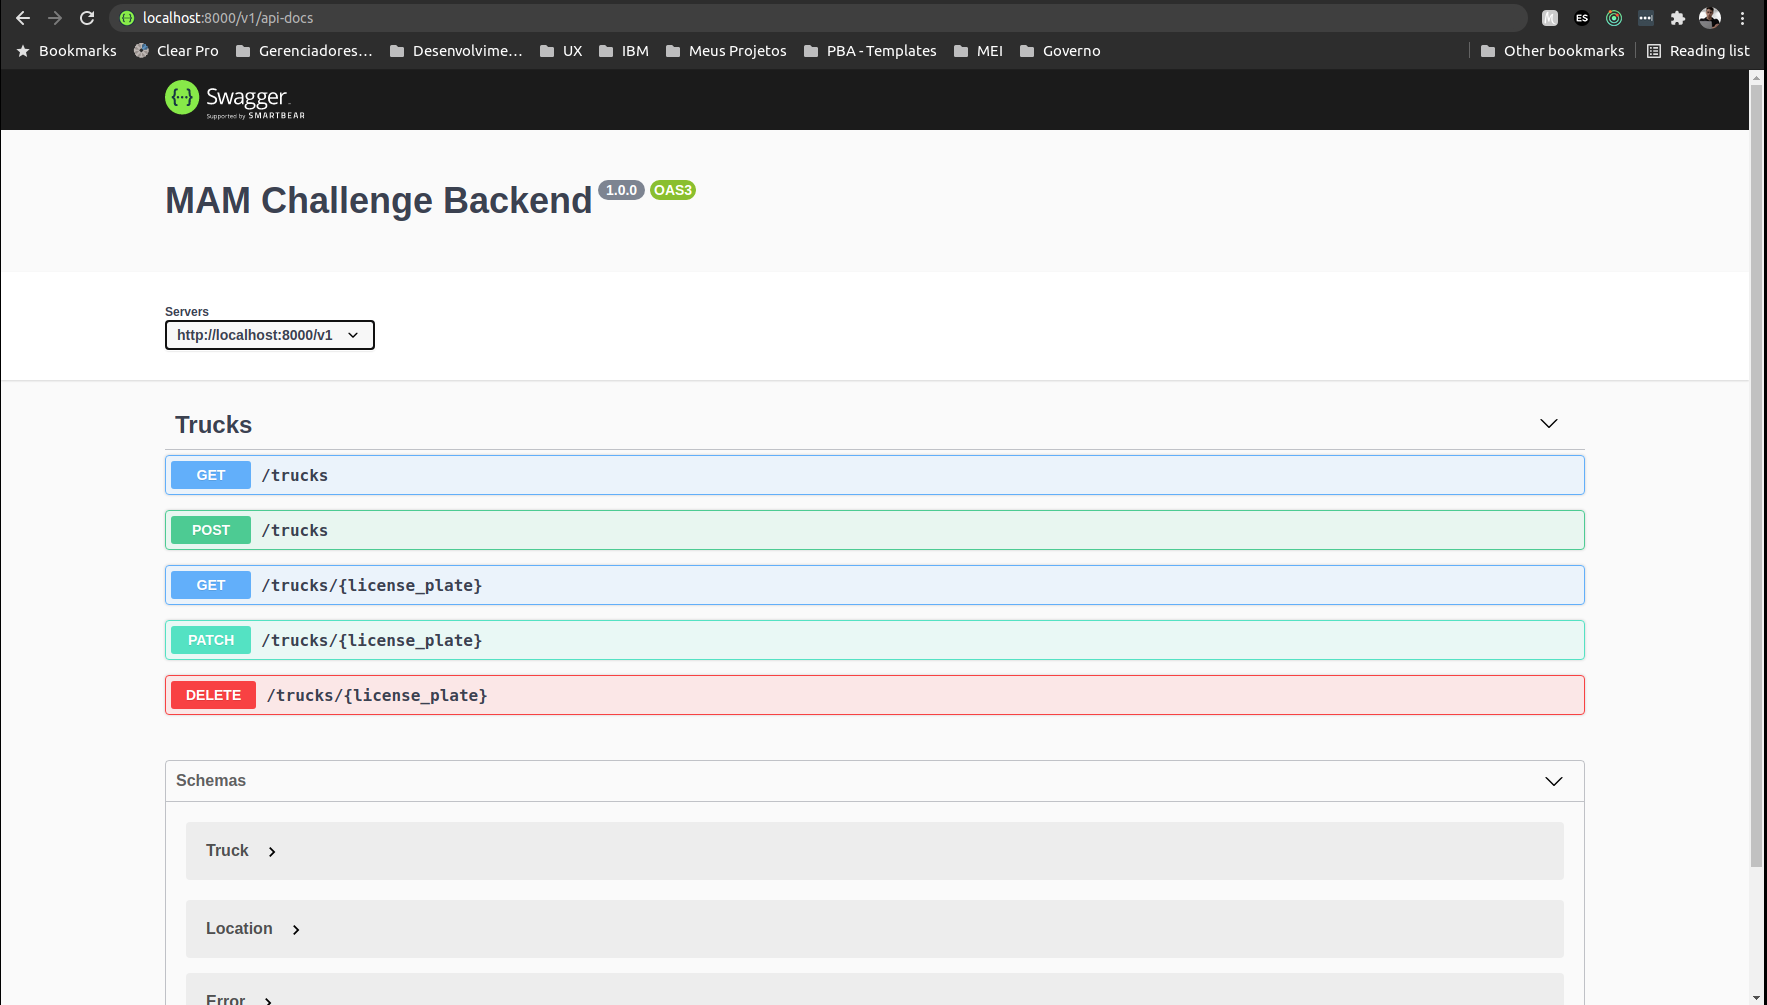 localhost:8000/v1/api-docs
M
ES
Bookmarks Clear Pro Gerenciadores... Desenvolvime... UX IBM Meus Projetos PBA - Templates MEI Governo Other bookmarks Reading list
{···} Swagger
Supported by SMARTBEAR
MAM Challenge Backend 1.0.0 OAS3
Servers
http://localhost:8000/v1
Trucks
GET /trucks
POST /trucks
GET /trucks/{license_plate}
PATCH /trucks/{license_plate}
DELETE /trucks/{license_plate}
Schemas
Truck
Location
Error